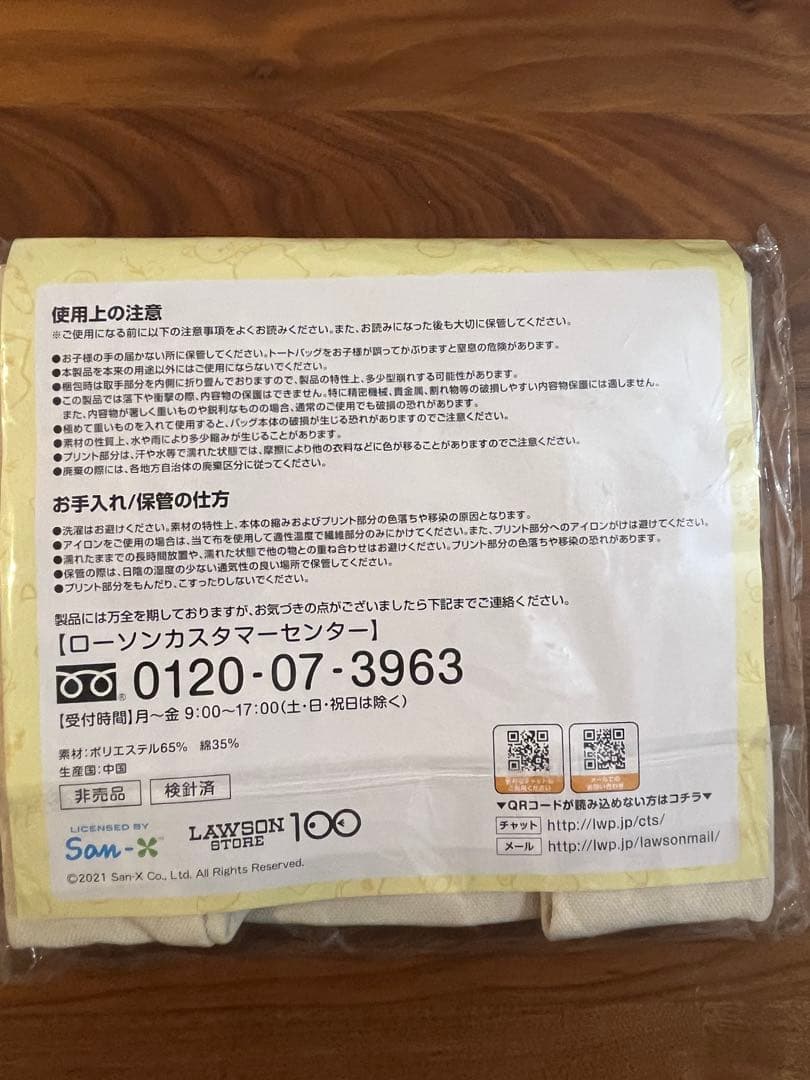 使用上の注意
※ご使用になる前に以下の注意事項をよくお読みください。また、お読みになった後も大切に保管してください。
●お子様の手の届かない所に保管してください。トートバッグをお子様が誤ってかぶりますと窒息の危険があります。
●本製品を本来の用途以外にはご使用にならないでください。
●梱包時は取手部分を内側に折り畳んでおりますので、製品の特性上、多少型崩れする可能性があります。
●この製品では落下や衝撃の際、内容物の保護はできません。特に精密機械、貴金属、割れ物等の破損しやすい内容物保護には適しません。
また、内容物が著しく重いものや鋭利なものの場合、通常のご使用でも破損の恐れがあります。
●極めて重いものを入れて使用すると、バッグ本体の破損が生じる恐れがありますのでご注意ください。
●素材の性質上、水や雨により多少縮みが生じることがあります。
●プリント部分は、汗や水等で濡れた状態では、摩擦により他の衣料などに色が移ることがありますのでご注意ください。
●廃棄の際には、各地方自治体の廃棄区分に従ってください。
お手入れ/保管の仕方
●洗濯はお避けください。素材の特性上、本体の縮みおよびプリント部分の色落ちや移染の原因となります。
●アイロンをご使用の場合は、当て布を使用して適性温度で繊維部分のみにかけてください。また、プリント部分へのアイロンがけは避けてください。
●濡れたままでの長時間放置や、濡れた状態で他の物との重ね合わせはお避けください。プリント部分の色落ちや移染の恐れがあります。
●保管の際は、日陰の湿度の少ない通気性の良い場所で保管してください。
●プリント部分をもんだり、こすったりしないでください。
製品には万全を期しておりますが、お気づきの点がございましたら下記までご連絡ください。
【ローソンカスタマーセンター】
0120-07-3963
【受付時間】月～金 9:00～17:00(土・日・祝日は除く)
素材:ポリエステル65% 綿35%
生産国:中国
非売品 検針済
メールでの
お問い合わせ
▼QRコードが読み込めない方はコチラ▼
チャット http://lwp.jp/cts/
メール http://lwp.jp/lawsonmail/
LICENSED BY
San-X
LAWSON STORE 100
©2021 San-X Co., Ltd. All Rights Reserved.